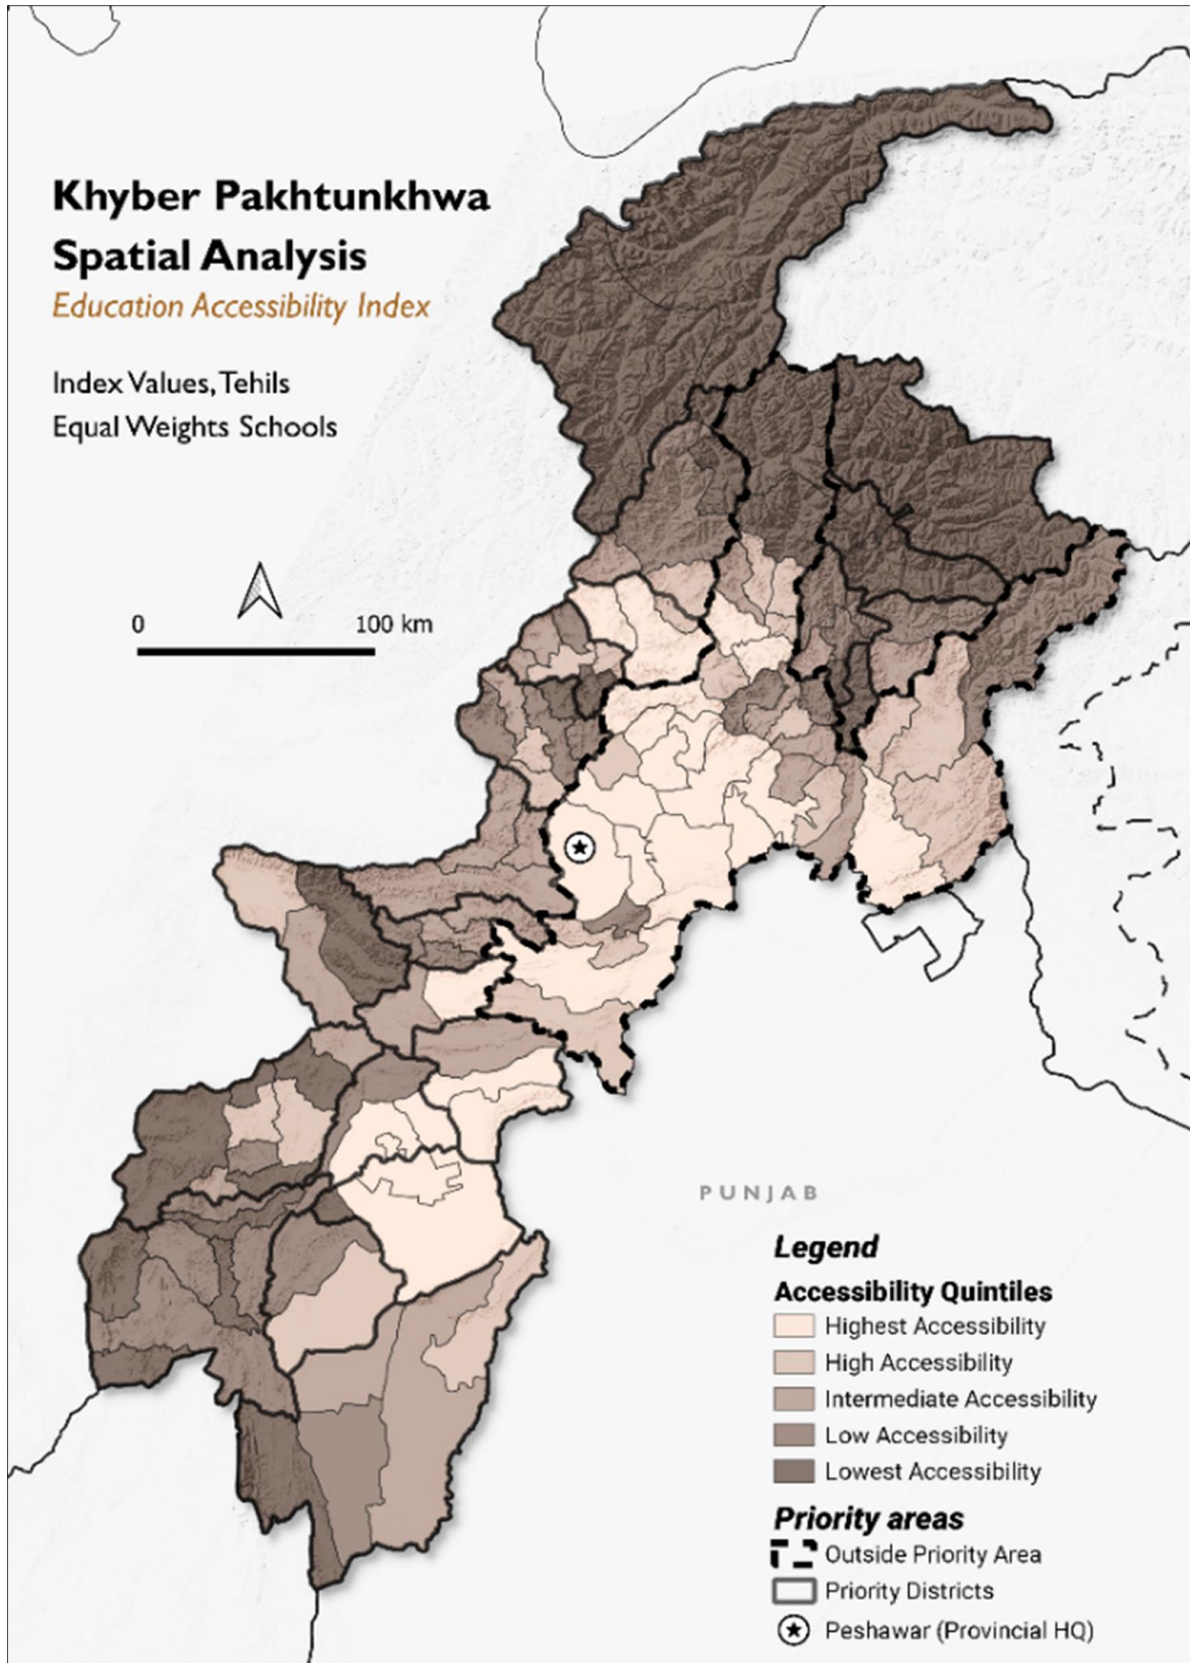 Khyber Pakhtunkhwa
Spatial Analysis
Education Accessibility Index
Index Values, Tehils
Equal Weights Schools
0 100 km
PUNJAB
Legend
Accessibility Quintiles
Highest Accessibility
High Accessibility
Intermediate Accessibility
Low Accessibility
Lowest Accessibility
Priority areas
Outside Priority Area
Priority Districts
Peshawar (Provincial HQ)